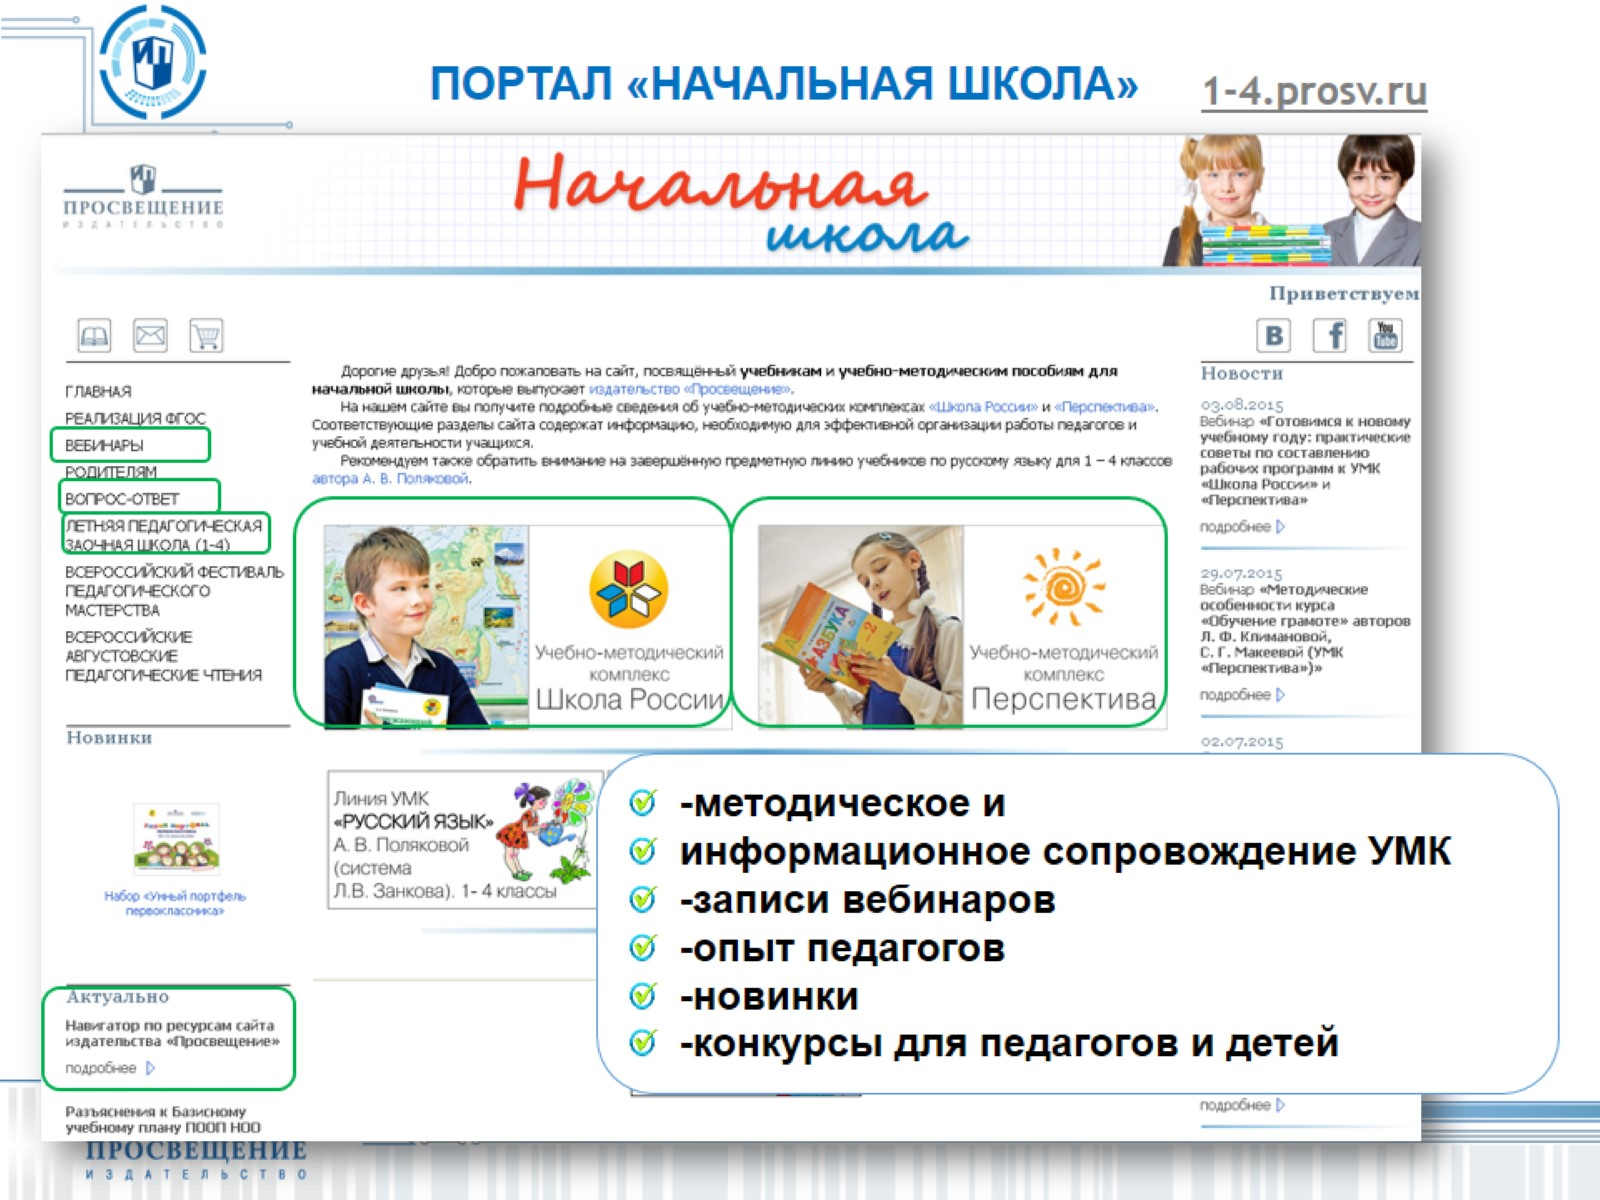 ИП
ПОРТАЛ «НАЧАЛЬНАЯ ШКОЛА»
1-4.prosv.ru
ИП
ПРОСВЕЩЕНИЕ
ИЗДАТЕЛЬСТВО
Начальная
школа
Приветствуем
В
f
You
Tube
ГЛАВНАЯ
РЕАЛИЗАЦИЯ ФГОС
ВЕБИНАРЫ
РОДИТЕЛЯМ
ВОПРОС-ОТВЕТ
ЛЕТНЯЯ ПЕДАГОГИЧЕСКАЯ
ЗАОЧНАЯ ШКОЛА (1-4)
ВСЕРОССИЙСКИЙ ФЕСТИВАЛЬ
ПЕДАГОГИЧЕСКОГО
МАСТЕРСТВА
ВСЕРОССИЙСКИЕ
АВГУСТОВСКИЕ
ПЕДАГОГИЧЕСКИЕ ЧТЕНИЯ
Новинки
Набор «Умный портфель
первоклассника»
Актуально
Навигатор по ресурсам сайта
издательства «Просвещение»
подробнее
Разъяснения к Базисному
учебному плану ПООП НОО
Дорогие друзья! Добро пожаловать на сайт, посвящённый учебникам и учебно-методическим пособиям для
начальной школы, которые выпускает издательство «Просвещение».
На нашем сайте вы получите подробные сведения об учебно-методических комплексах «Школа России» и «Перспектива».
Соответствующие разделы сайта содержат информацию, необходимую для эффективной организации работы педагогов и
учебной деятельности учащихся.
Рекомендуем также обратить внимание на завершённую предметную линию учебников по русскому языку для 1 – 4 классов
автора А. В. Поляковой.
Учебно-методический
комплекс
Школа России
АЗБУКА
2
Учебно-методический
комплекс
Перспектива
Линия УМК
«РУССКИЙ ЯЗЫК»
А. В. Поляковой
(система
Л.В. Занкова). 1- 4 классы
Новости
03.08.2015
Вебинар «Готовимся к новому
учебному году: практические
советы по составлению
рабочих программ к УМК
«Школа России» и
«Перспектива»
подробнее
29.07.2015
Вебинар «Методические
особенности курса
«Обучение грамоте» авторов
Л. Ф. Климановой,
С. Г. Макеевой (УМК
«Перспектива»)»
подробнее
02.07.2015
-методическое и
информационное сопровождение УМК
-записи вебинаров
-опыт педагогов
-новинки
-конкурсы для педагогов и детей
подробнее
ПРОСВЕЩЕНИЕ
ИЗДАТЕЛЬСТВО